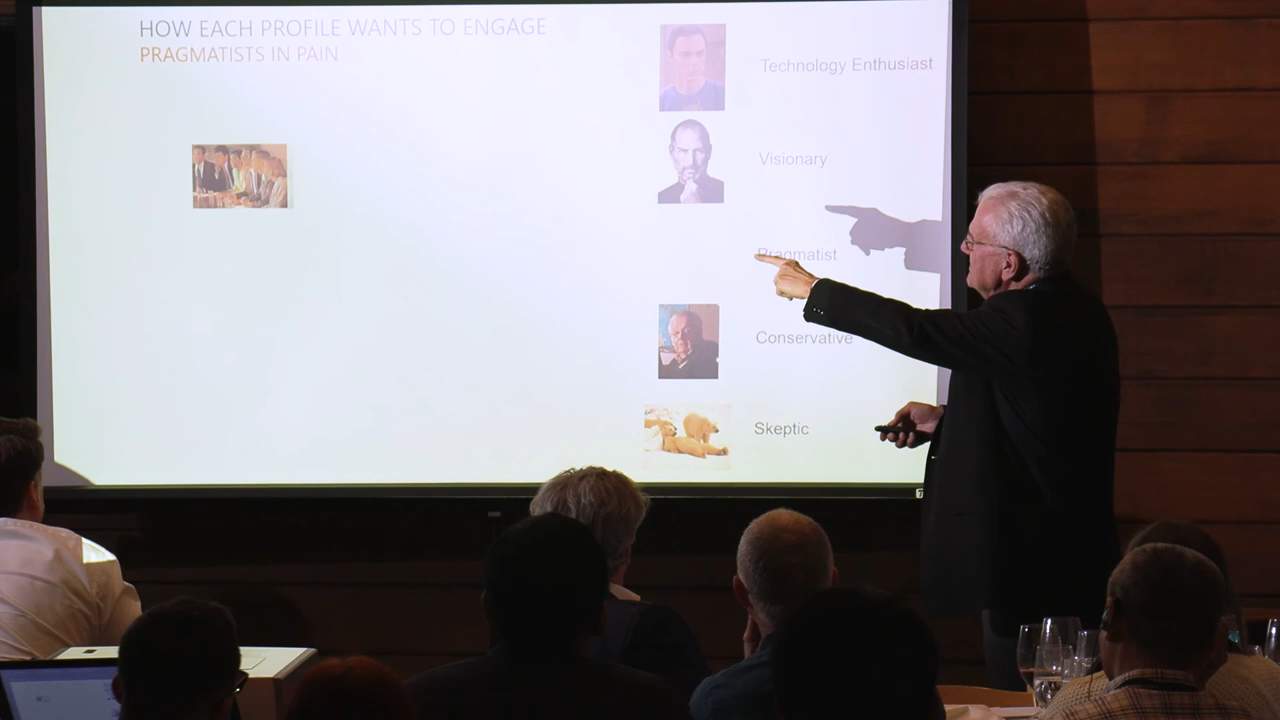 HOW EACH PROFILE WANTS TO ENGAGE
PRAGMATISTS IN PAIN
Technology Enthusiast
Visionary
Pragmatist
Conservative
Skeptic